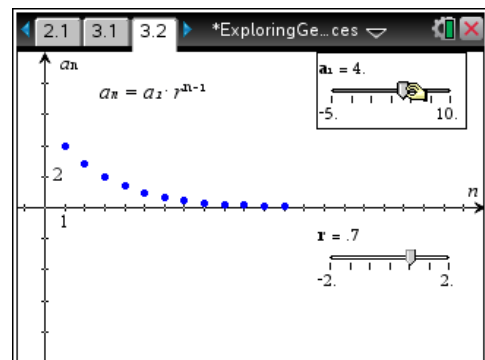 2.1 3.1 3.2 *ExploringGe...ces
an
an = a1· r^n-1
a1 = 4.
-5. 10.
2
n
1
r = .7
-2. 2.